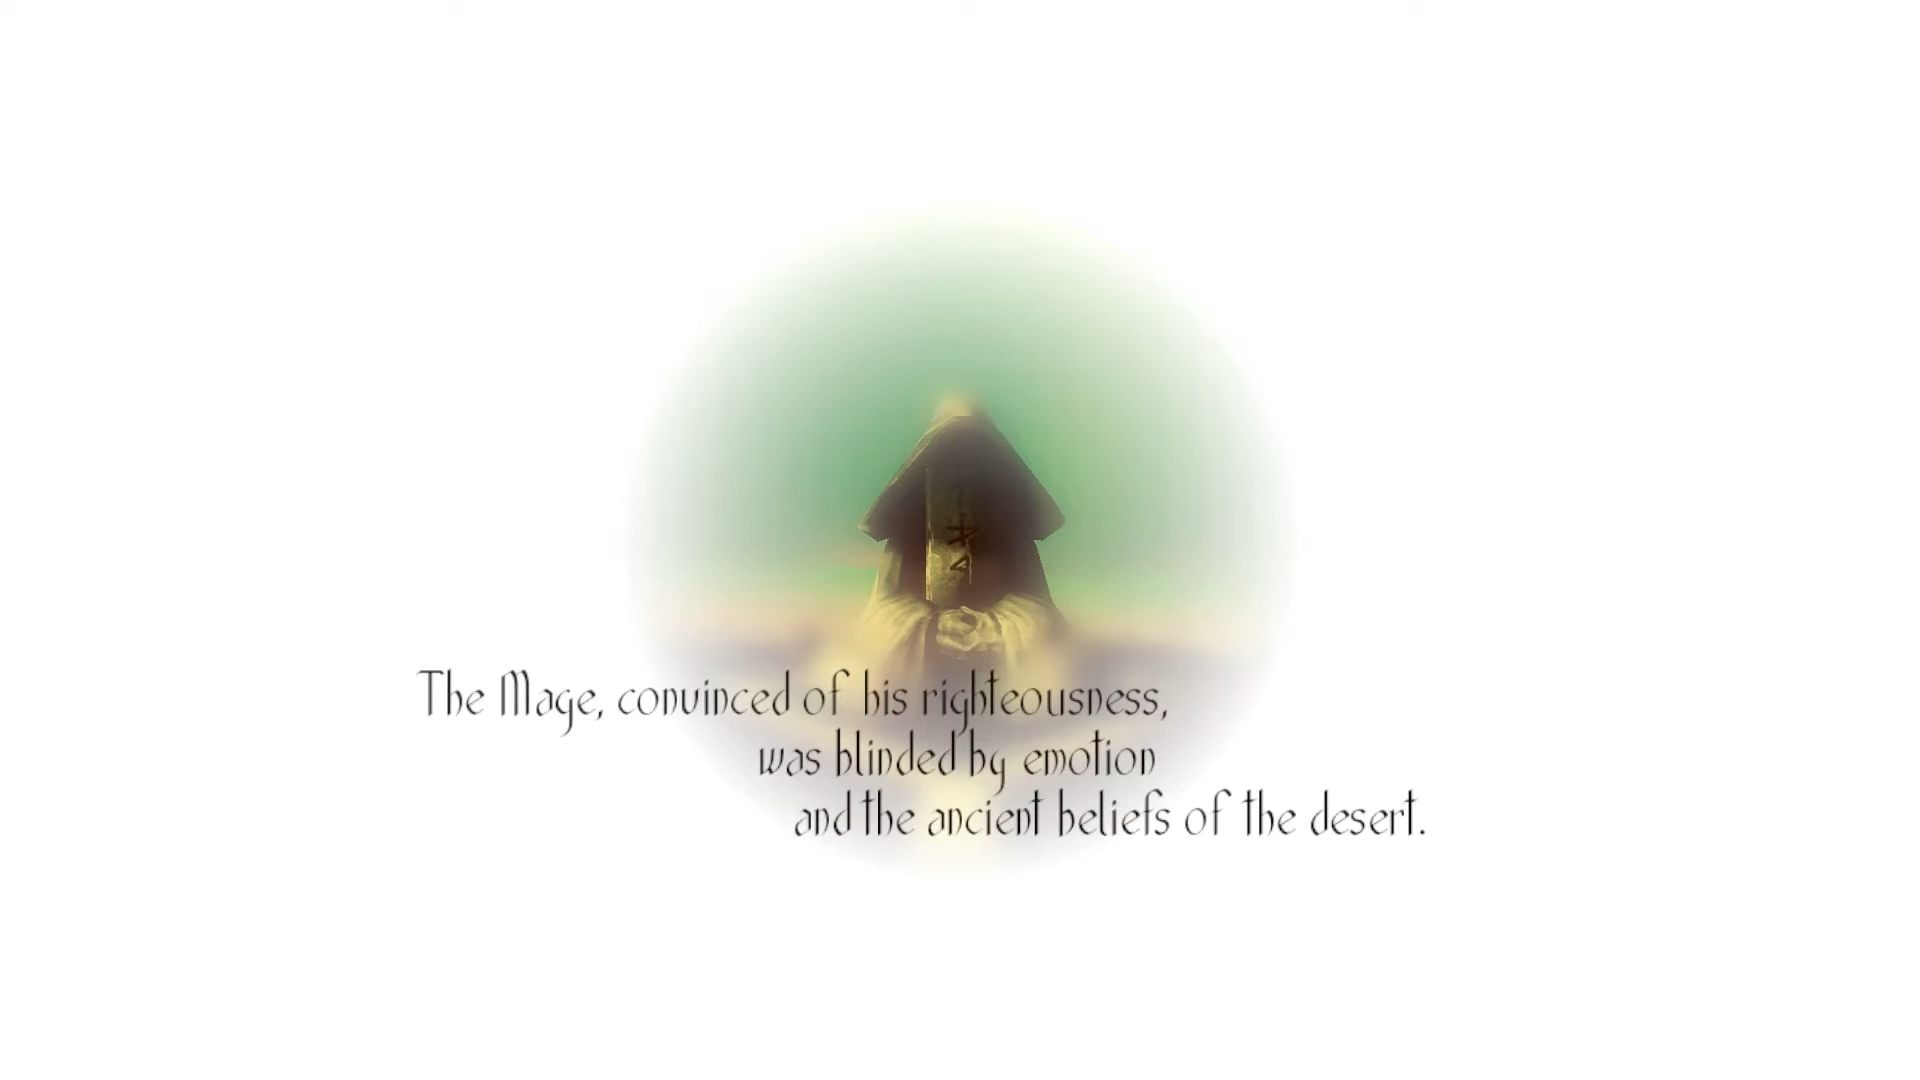 The Mage, convinced of his righteousness,
was blinded by emotion
and the ancient beliefs of the desert.